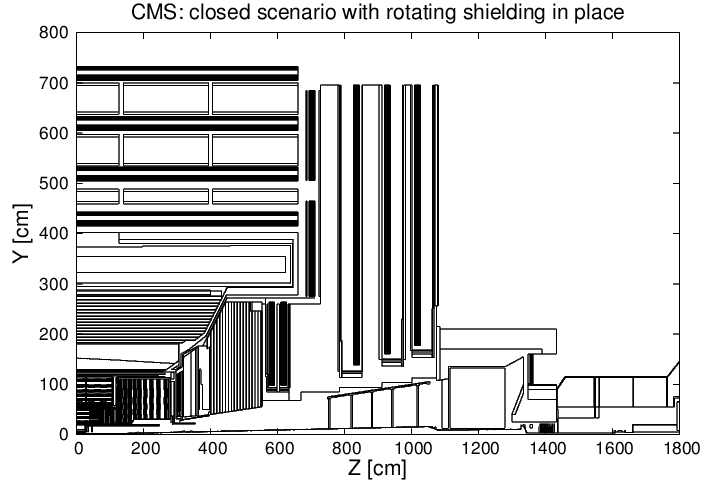 CMS: closed scenario with rotating shielding in place
800
700
600
500
400
300
200
100
0
Y [cm]
0 200 400 600 800 1000 1200 1400 1600 1800
Z [cm]